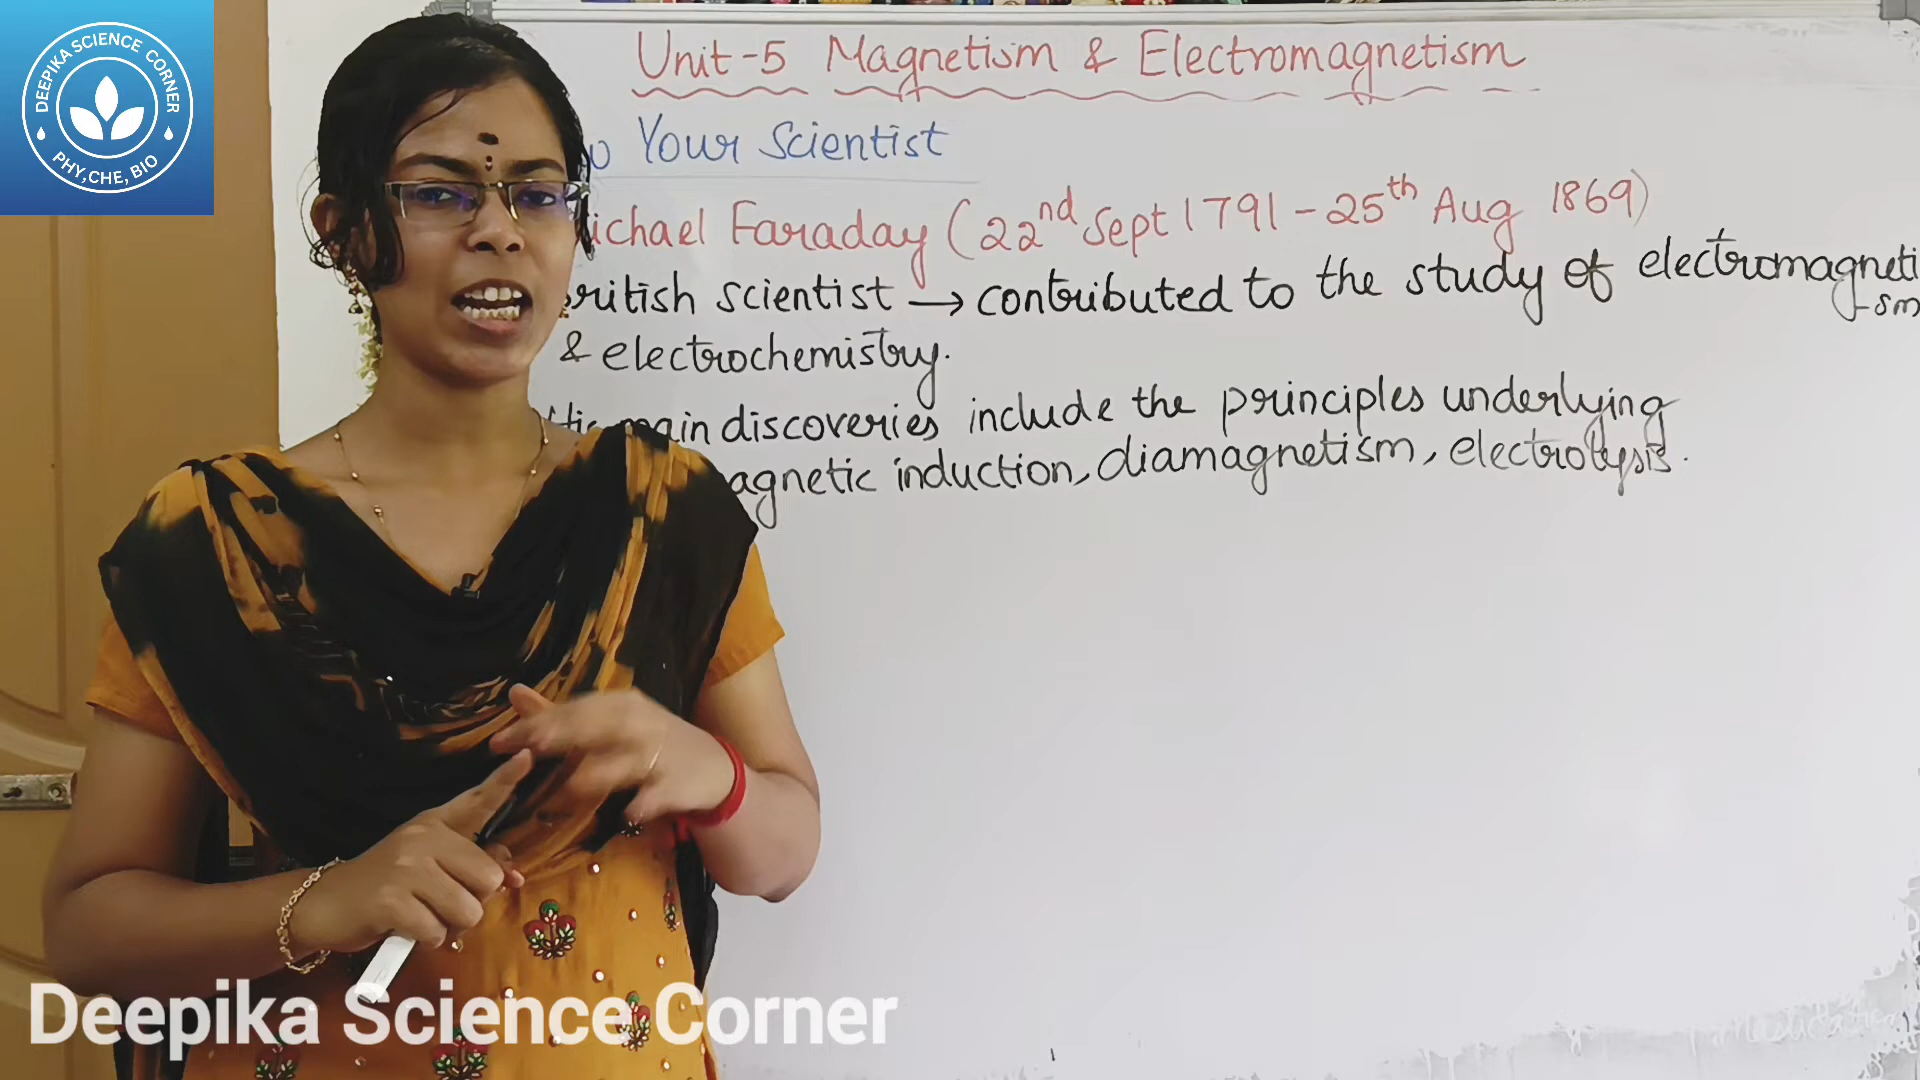 DEEPIKA SCIENCE CORNER
PHY, CHE, BIO
Unit-5 Magnetism & Electromagnetism
Your Scientist
ichael Faraday (22nd Sept 1791 - 25th Aug 1869)
ritish scientist → contributed to the study of electromagneti
-sm
& electrochemistry.
main discoveries include the principles underlying
agnetic induction, diamagnetism, electrolysis.
Deepika Science Corner